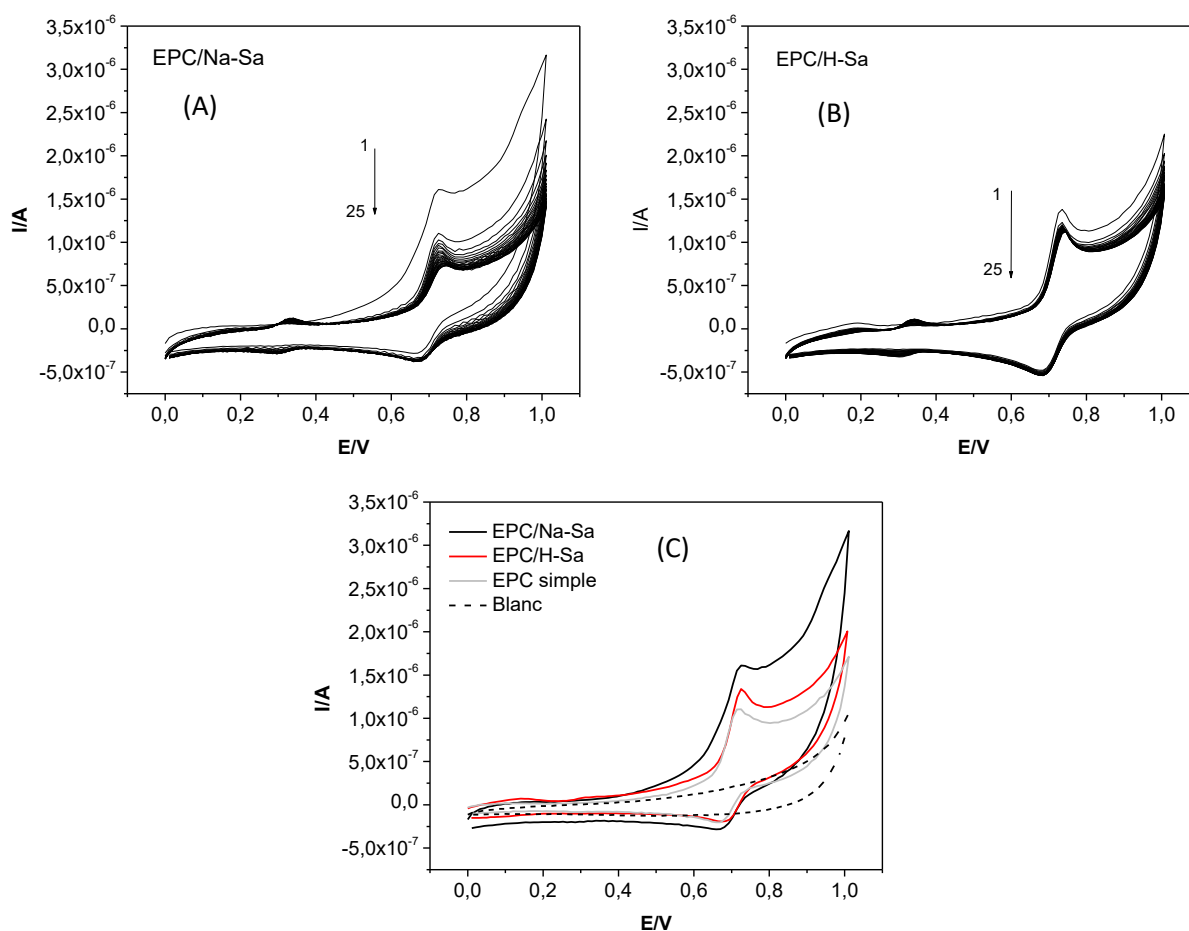 EPC/Na-Sa
(A)
3,5x10⁻⁶
3,0x10⁻⁶
2,5x10⁻⁶
2,0x10⁻⁶
1,5x10⁻⁶
1,0x10⁻⁶
5,0x10⁻⁷
0,0
-5,0x10⁻⁷
I/A
1
25
0,0 0,2 0,4 0,6 0,8 1,0
E/V
EPC/H-Sa
(B)
3,5x10⁻⁶
3,0x10⁻⁶
2,5x10⁻⁶
2,0x10⁻⁶
1,5x10⁻⁶
1,0x10⁻⁶
5,0x10⁻⁷
0,0
-5,0x10⁻⁷
I/A
1
25
0,0 0,2 0,4 0,6 0,8 1,0
E/V
EPC/Na-Sa
EPC/H-Sa
EPC simple
Blanc
(C)
3,5x10⁻⁶
3,0x10⁻⁶
2,5x10⁻⁶
2,0x10⁻⁶
1,5x10⁻⁶
1,0x10⁻⁶
5,0x10⁻⁷
0,0
-5,0x10⁻⁷
I/A
0,0 0,2 0,4 0,6 0,8 1,0
E/V